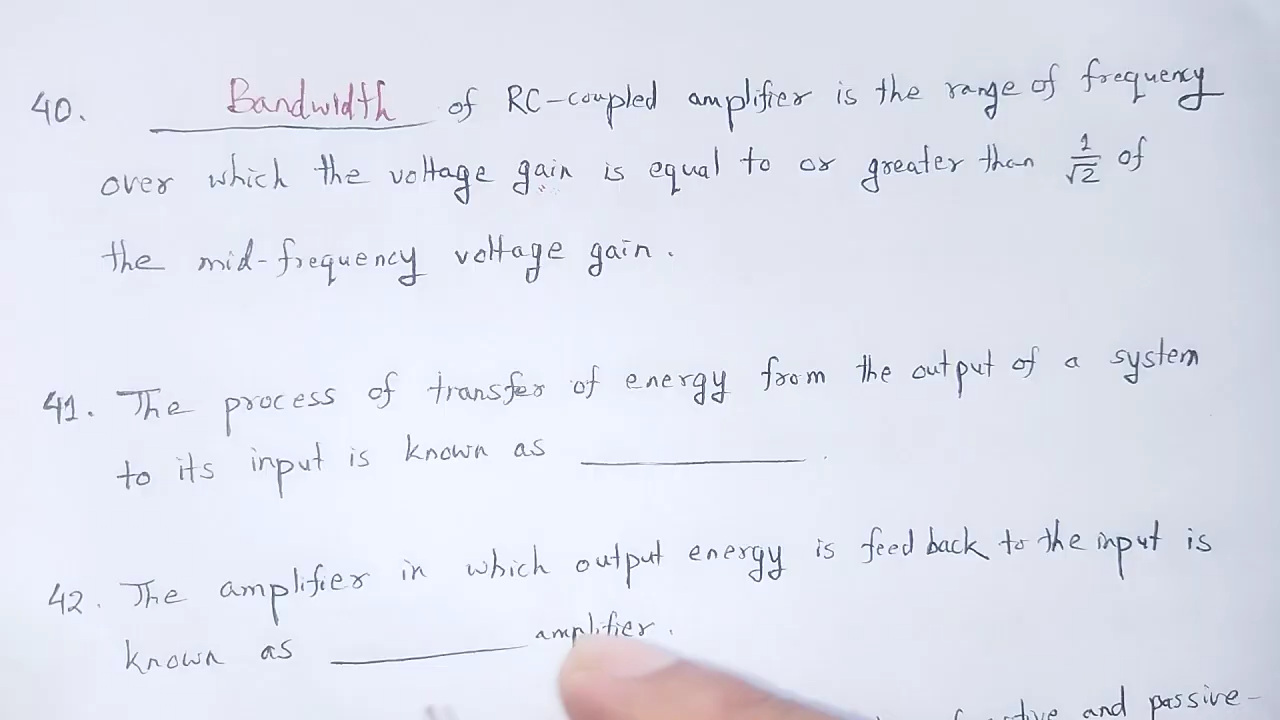 40. Bandwidth of RC-coupled amplifier is the range of frequency
over which the voltage gain is equal to or greater than 1/√2 of
the mid-frequency voltage gain.
41. The process of transfer of energy from the output of a system
to its input is known as ________.
42. The amplifier in which output energy is feed back to the input is
known as ________ amplifier.
and passive-